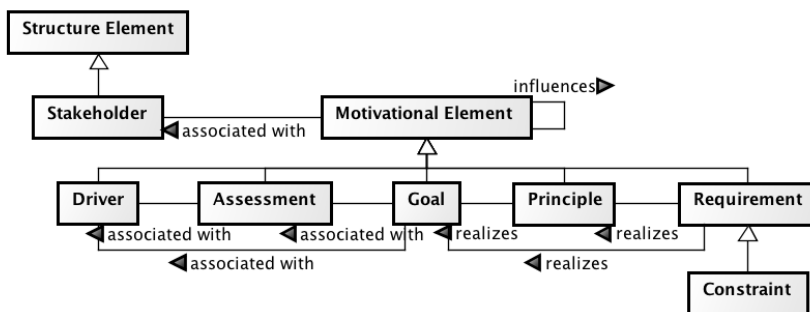 Structure Element
influences
Stakeholder
Motivational Element
associated with
Driver
Assessment
Goal
Principle
Requirement
associated with
associated with
realizes
realizes
associated with
realizes
Constraint